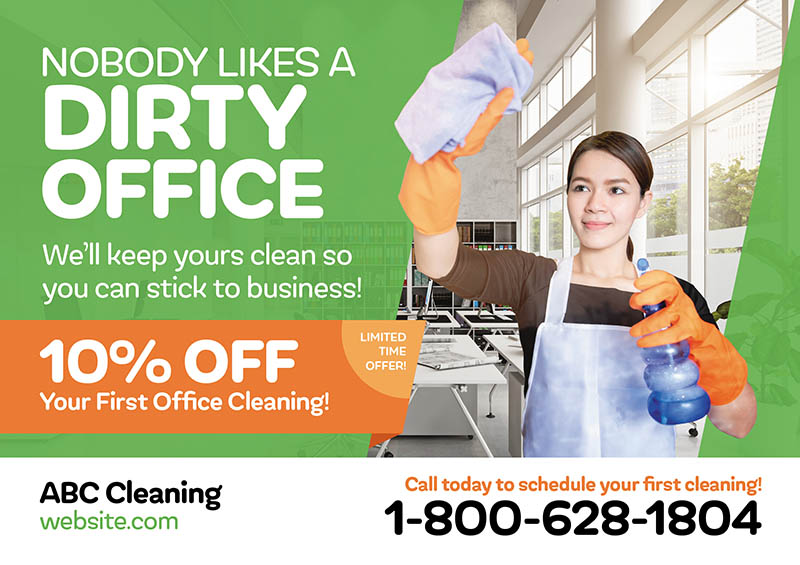 NOBODY LIKES A
DIRTY
OFFICE
We'll keep yours clean so
you can stick to business!
10% OFF
Your First Office Cleaning!
LIMITED
TIME
OFFER!
ABC Cleaning
website.com
Call today to schedule your first cleaning!
1-800-628-1804